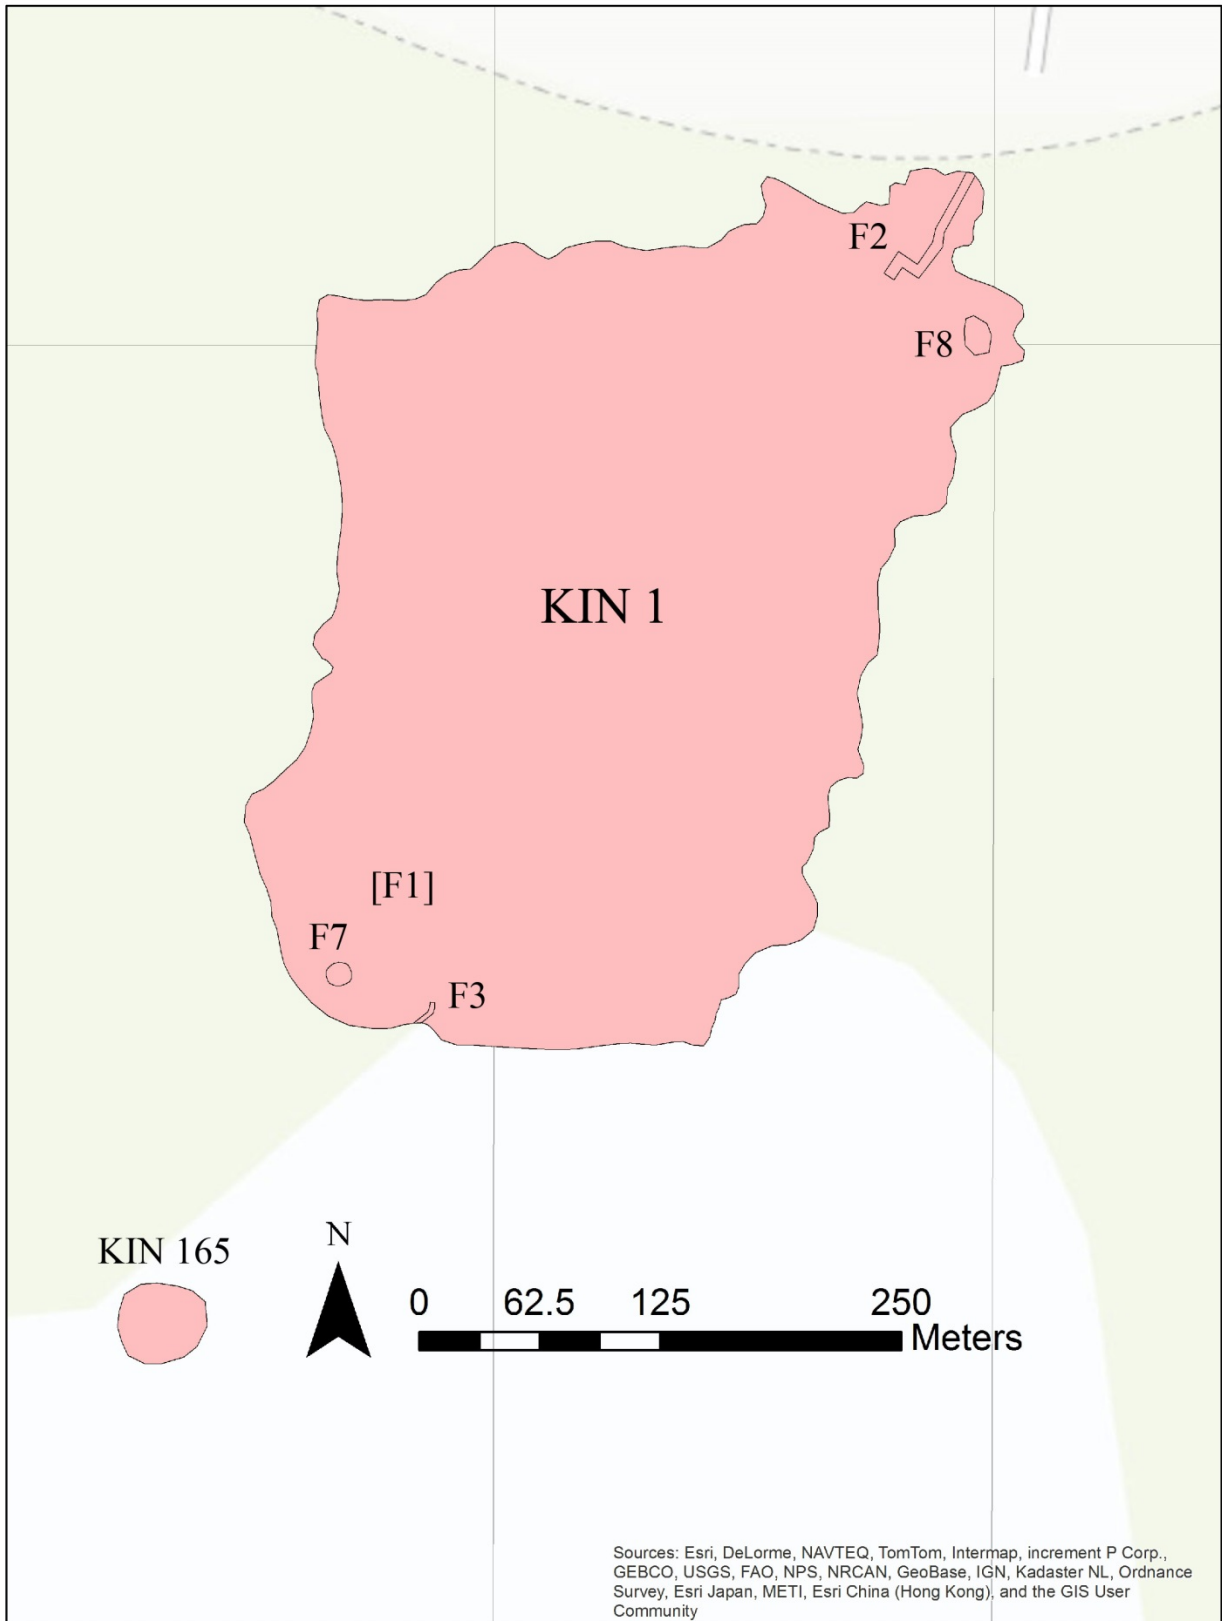 F2
F8
KIN 1
[F1]
F7
F3
KIN 165
N
0 62.5 125 250
Meters
Sources: Esri, DeLorme, NAVTEQ, TomTom, Intermap, increment P Corp.,
GEBCO, USGS, FAO, NPS, NRCAN, GeoBase, IGN, Kadaster NL, Ordnance
Survey, Esri Japan, METI, Esri China (Hong Kong), and the GIS User
Community